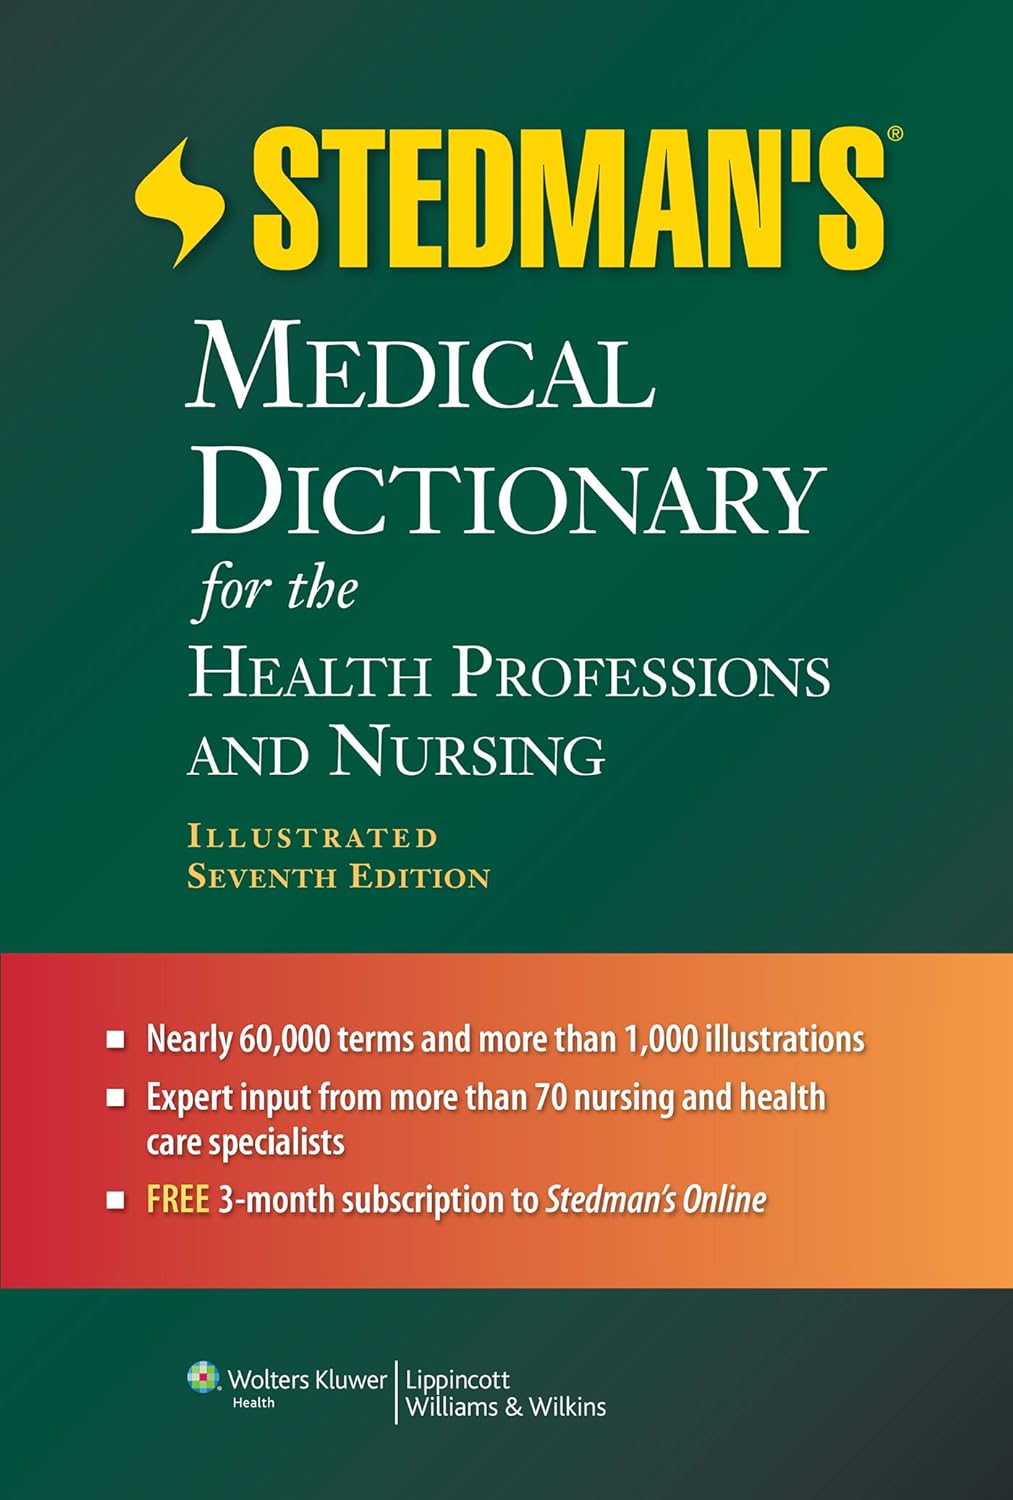 STEDMAN'S®
MEDICAL
DICTIONARY
for the
HEALTH PROFESSIONS
AND NURSING
ILLUSTRATED
SEVENTH EDITION
■ Nearly 60,000 terms and more than 1,000 illustrations
■ Expert input from more than 70 nursing and health
care specialists
■ FREE 3-month subscription to Stedman's Online
Wolters Kluwer
Health
Lippincott
Williams & Wilkins